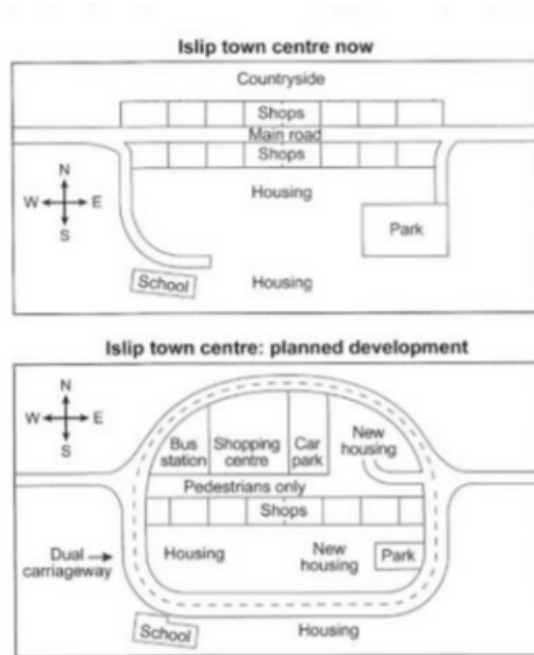 Islip town centre now
Countryside
Shops
Main road
Shops
N
W E
S
Housing
Park
School
Housing
Islip town centre: planned development
N
W E
S
Bus
station
Shopping
centre
Car
park
New
housing
Pedestrians only
Shops
Dual
carriageway
Housing
New
housing
Park
School
Housing